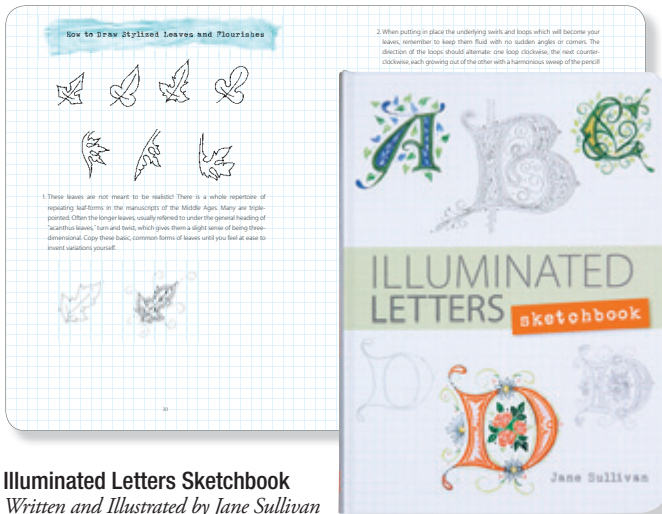 How to Draw Stylized Leaves and Flourishes
1. These leaves are not meant to be realistic! There is a whole repertoire of
repeating leaf-forms in the manuscripts of the Middle Ages. Many are triple-
pointed. Often the longer leaves, usually referred to under the general heading of
"acanthus leaves," turn and twist, which gives them a slight sense of being three-
dimensional. Copy these basic, common forms of leaves until you feel at ease to
invent variations yourself.
30
2. When putting in place the underlying swirls and loops which will become your
leaves, remember to keep them fluid with no sudden angles or corners. The
direction of the loops should alternate: one loop clockwise, the next counter-
clockwise, each growing out of the other with a harmonious sweep of the pencil!
A B C
ILLUMINATED
LETTERS sketchbook
D D D
Jane Sullivan
Illuminated Letters Sketchbook
Written and Illustrated by Jane Sullivan